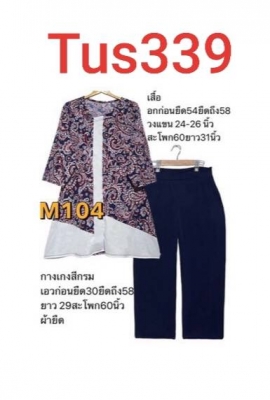 Tus339
เสื้อ
อกก่อนยืด54ยืดถึง58
วงแขน 24-26 นิ้ว
สะโพก60ยาว31นิ้ว
M104
กางเกงสีกรม
เอวก่อนยืด30ยืดถึง58
ยาว 29สะโพก60นิ้ว
ผ้ายืด